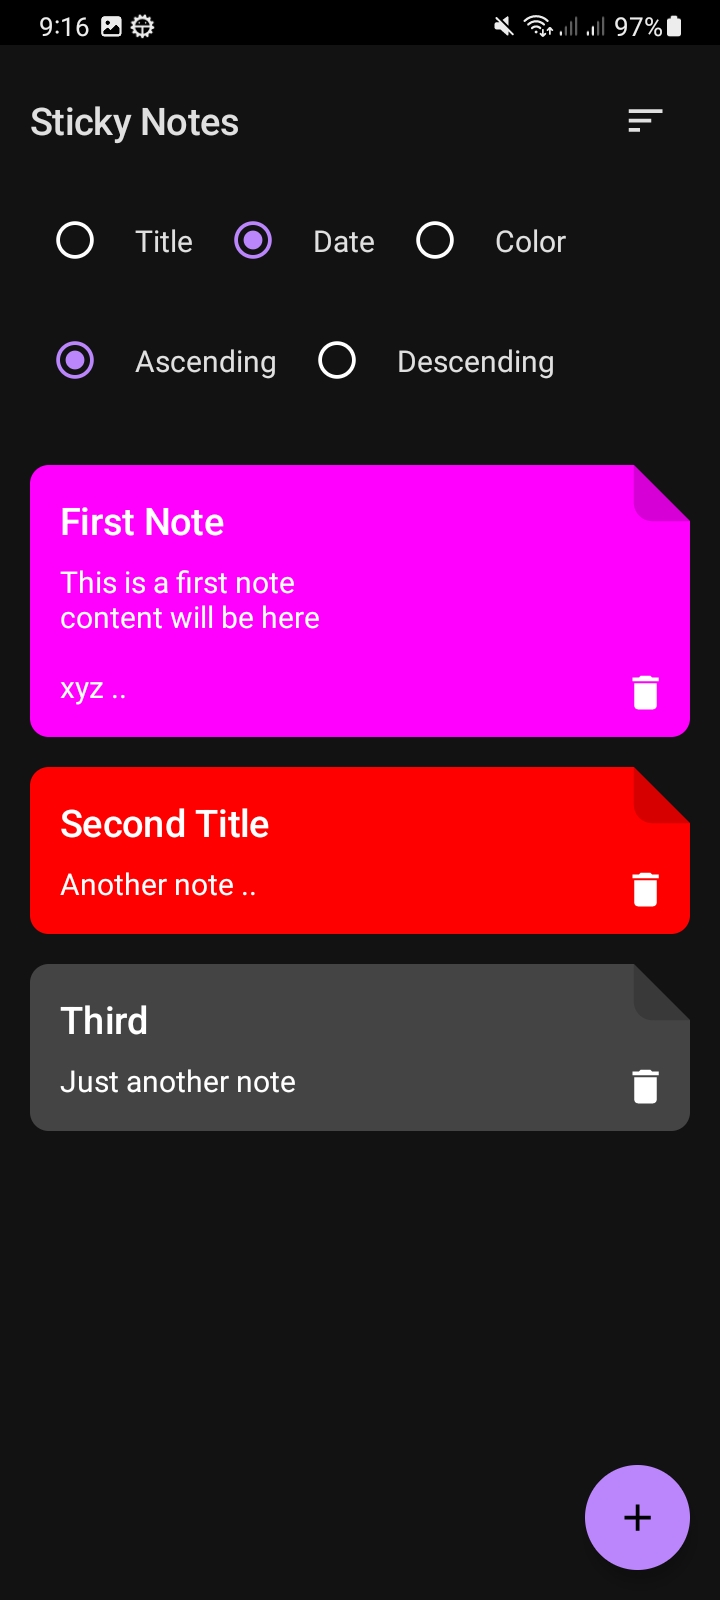 9:16 97%
Sticky Notes
Title Date Color
Ascending Descending
First Note
This is a first note
content will be here
xyz ..
Second Title
Another note ..
Third
Just another note
+